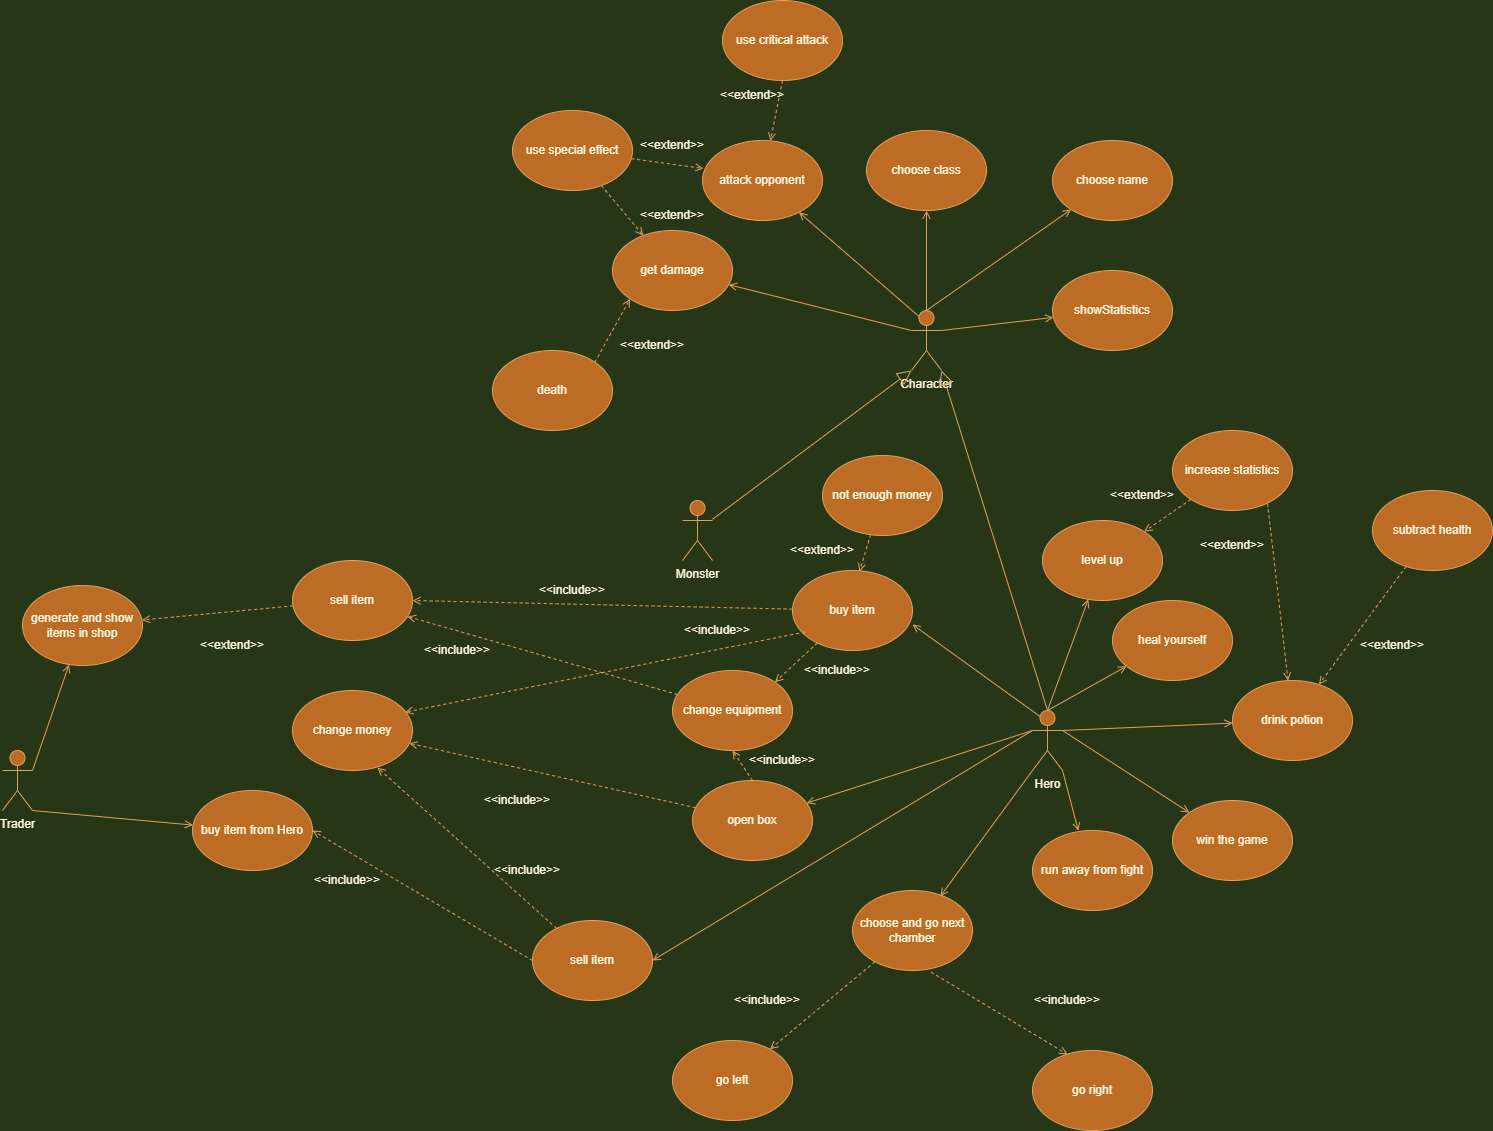 use critical attack
<<extend>>
use special effect
<<extend>>
attack opponent
choose class
choose name
<<extend>>
get damage
showStatistics
<<extend>>
death
Character
increase statistics
not enough money
<<extend>>
subtract health
<<extend>>
<<extend>>
level up
Monster
<<include>>
sell item
buy item
generate and show
items in shop
<<include>>
heal yourself
<<extend>>
<<include>>
<<extend>>
<<include>>
change equipment
drink potion
change money
<<include>>
Hero
<<include>>
open box
Trader
buy item from Hero
win the game
<<include>>
run away from fight
<<include>>
choose and go next
chamber
sell item
<<include>>
<<include>>
go left
go right